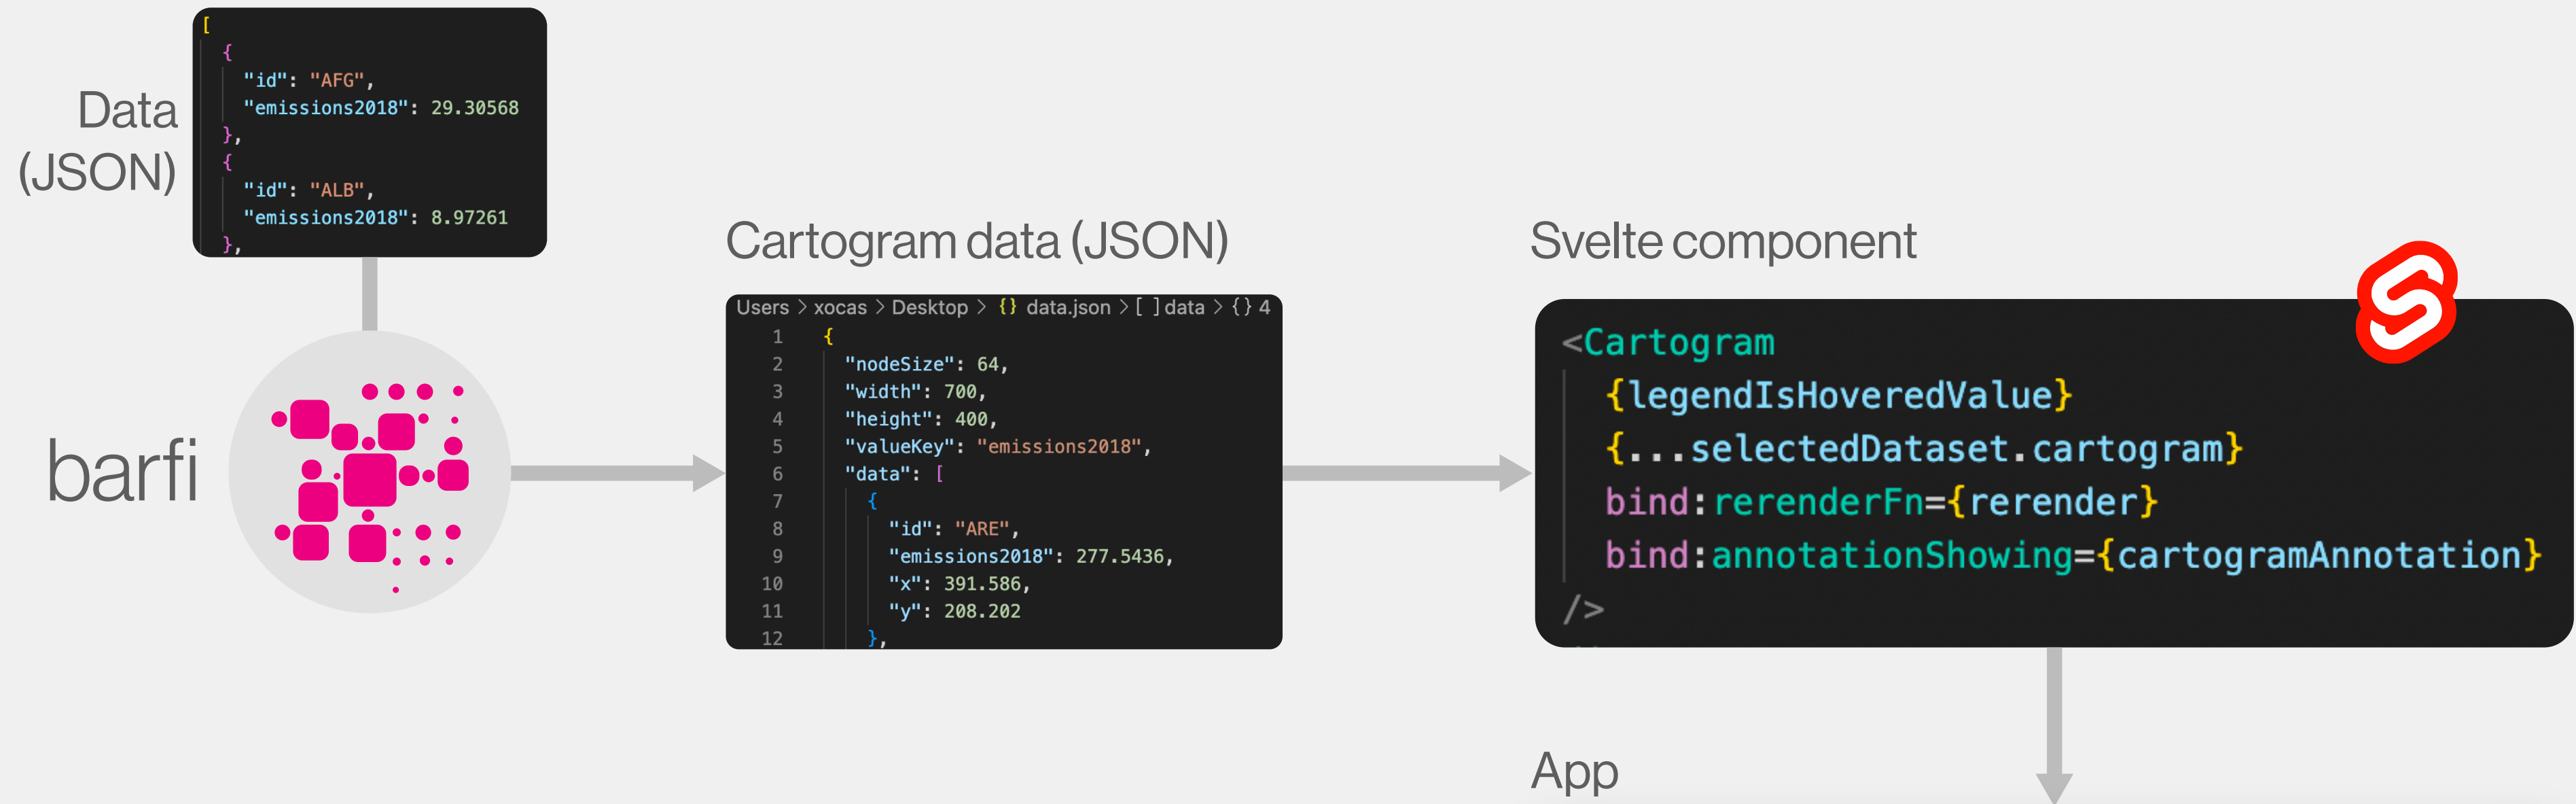 Data
(JSON)
[
{
"id": "AFG",
"emissions2018": 29.30568
},
{
"id": "ALB",
"emissions2018": 8.97261
},
barfi
Cartogram data (JSON)
Users > xocas > Desktop > {} data.json > [ ] data > {} 4
1 {
2 "nodeSize": 64,
3 "width": 700,
4 "height": 400,
5 "valueKey": "emissions2018",
6 "data": [
7 {
8 "id": "ARE",
9 "emissions2018": 277.5436,
10 "x": 391.586,
11 "y": 208.202
12 },
Svelte component
<Cartogram
{legendIsHoveredValue}
{...selectedDataset.cartogram}
bind:rerenderFn={rerender}
bind:annotationShowing={cartogramAnnotation}
/>
App